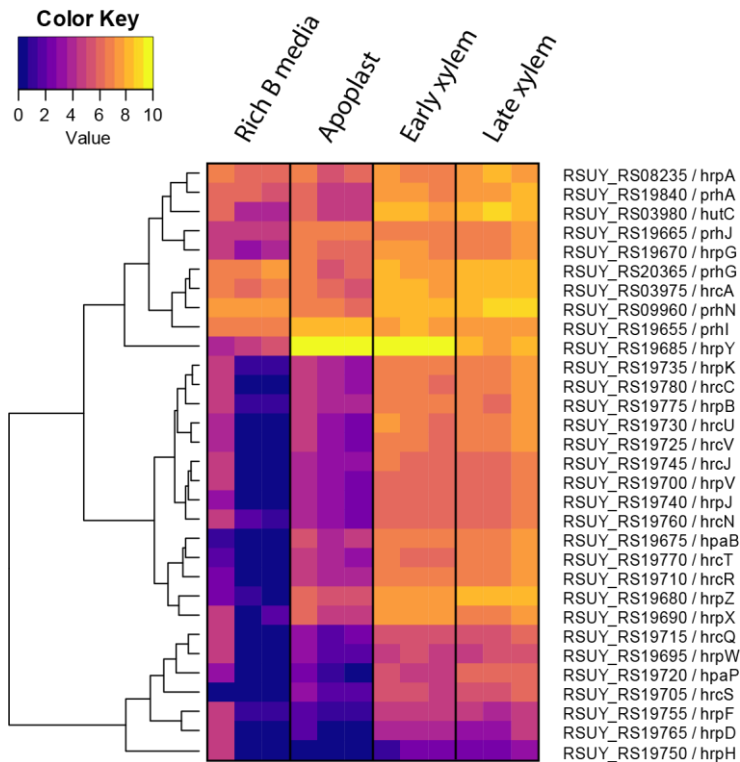 Color Key
0 2 4 6 8 10
Value
Rich B media
Apoplast
Early xylem
Late xylem
RSUY_RS08235 / hrpA
RSUY_RS19840 / prhA
RSUY_RS03980 / hutC
RSUY_RS19665 / prhJ
RSUY_RS19670 / hrpG
RSUY_RS20365 / prhG
RSUY_RS03975 / hrcA
RSUY_RS09960 / prhN
RSUY_RS19655 / prhI
RSUY_RS19685 / hrpY
RSUY_RS19735 / hrpK
RSUY_RS19780 / hrcC
RSUY_RS19775 / hrpB
RSUY_RS19730 / hrcU
RSUY_RS19725 / hrcV
RSUY_RS19745 / hrcJ
RSUY_RS19700 / hrpV
RSUY_RS19740 / hrpJ
RSUY_RS19760 / hrcN
RSUY_RS19675 / hpaB
RSUY_RS19770 / hrcT
RSUY_RS19710 / hrcR
RSUY_RS19680 / hrpZ
RSUY_RS19690 / hrpX
RSUY_RS19715 / hrcQ
RSUY_RS19695 / hrpW
RSUY_RS19720 / hpaP
RSUY_RS19705 / hrcS
RSUY_RS19755 / hrpF
RSUY_RS19765 / hrpD
RSUY_RS19750 / hrpH